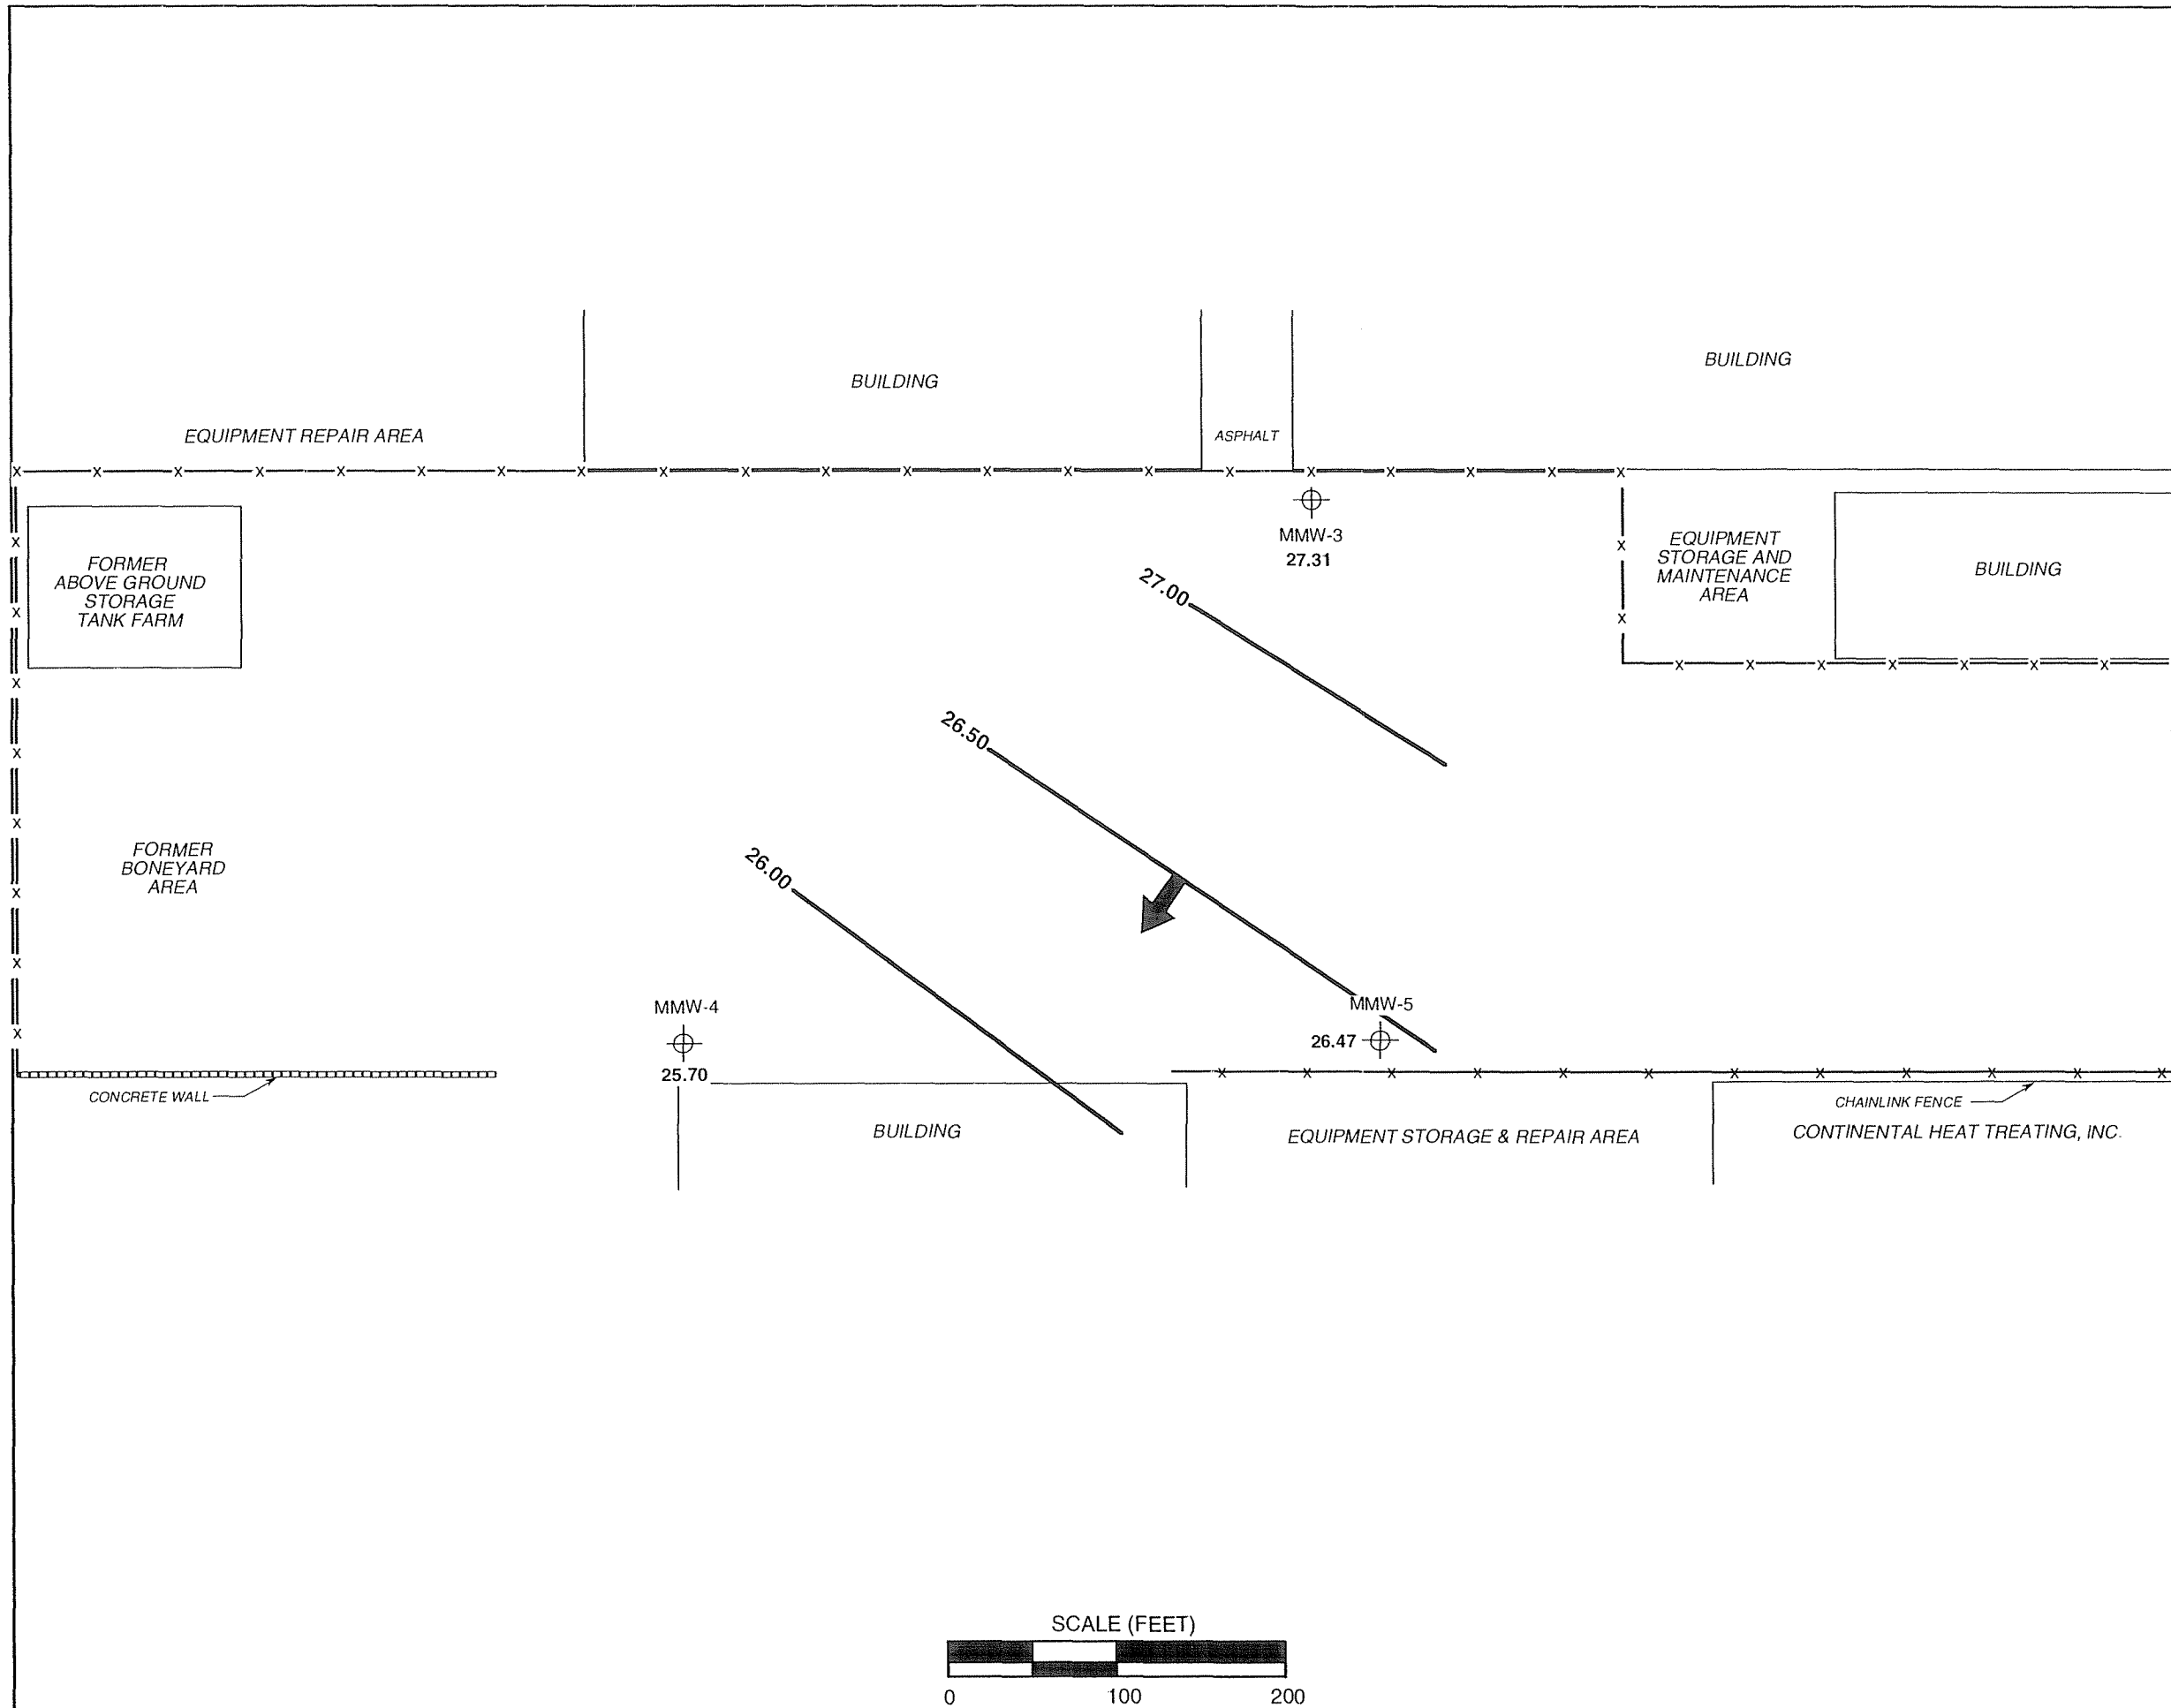 BUILDING
BUILDING
EQUIPMENT REPAIR AREA
ASPHALT
MMW-3
27.31
FORMER
ABOVE GROUND
STORAGE
TANK FARM
EQUIPMENT
STORAGE AND
MAINTENANCE
AREA
BUILDING
27.00
26.50
26.00
FORMER
BONEYARD
AREA
MMW-4
25.70
MMW-5
26.47
CONCRETE WALL
CHAINLINK FENCE
BUILDING
EQUIPMENT STORAGE & REPAIR AREA
CONTINENTAL HEAT TREATING, INC.
SCALE (FEET)
0 100 200